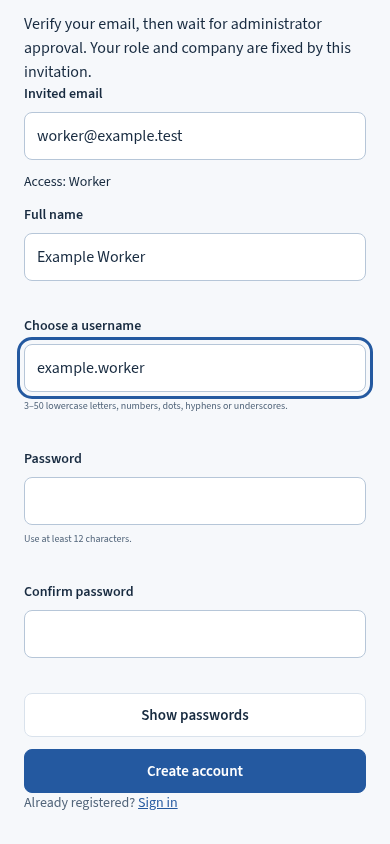 Verify your email, then wait for administrator
approval. Your role and company are fixed by this
invitation.
Invited email
worker@example.test
Access: Worker
Full name
Example Worker
Choose a username
example.worker
3–50 lowercase letters, numbers, dots, hyphens or underscores.
Password
Use at least 12 characters.
Confirm password
Show passwords
Create account
Already registered? Sign in